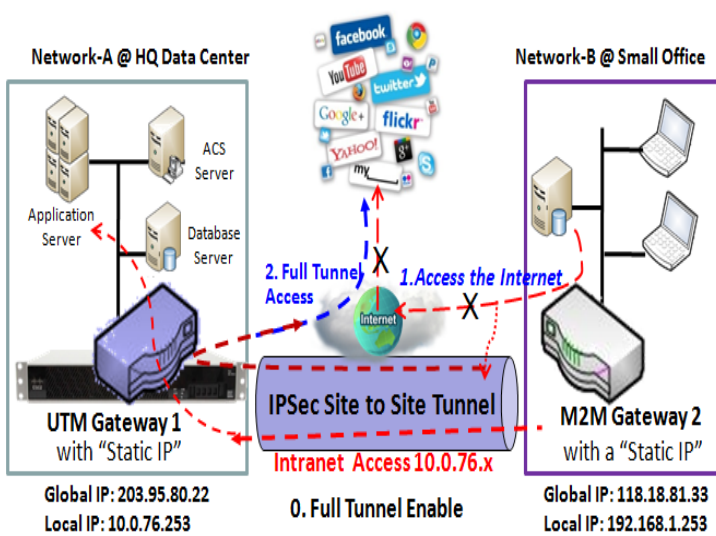 Network-A @ HQ Data Center
Network-B @ Small Office
facebook
YouTube
twitter
Google+
flickr
YAHOO!
g+
my
ACS
Server
Application
Server
Database
Server
2. Full Tunnel
Access
1.Access the Internet
X
X
Internet
IPSec Site to Site Tunnel
UTM Gateway 1
with "Static IP"
M2M Gateway 2
with a "Static IP"
Intranet Access 10.0.76.x
0. Full Tunnel Enable
Global IP: 203.95.80.22
Local IP: 10.0.76.253
Global IP: 118.18.81.33
Local IP: 192.168.1.253